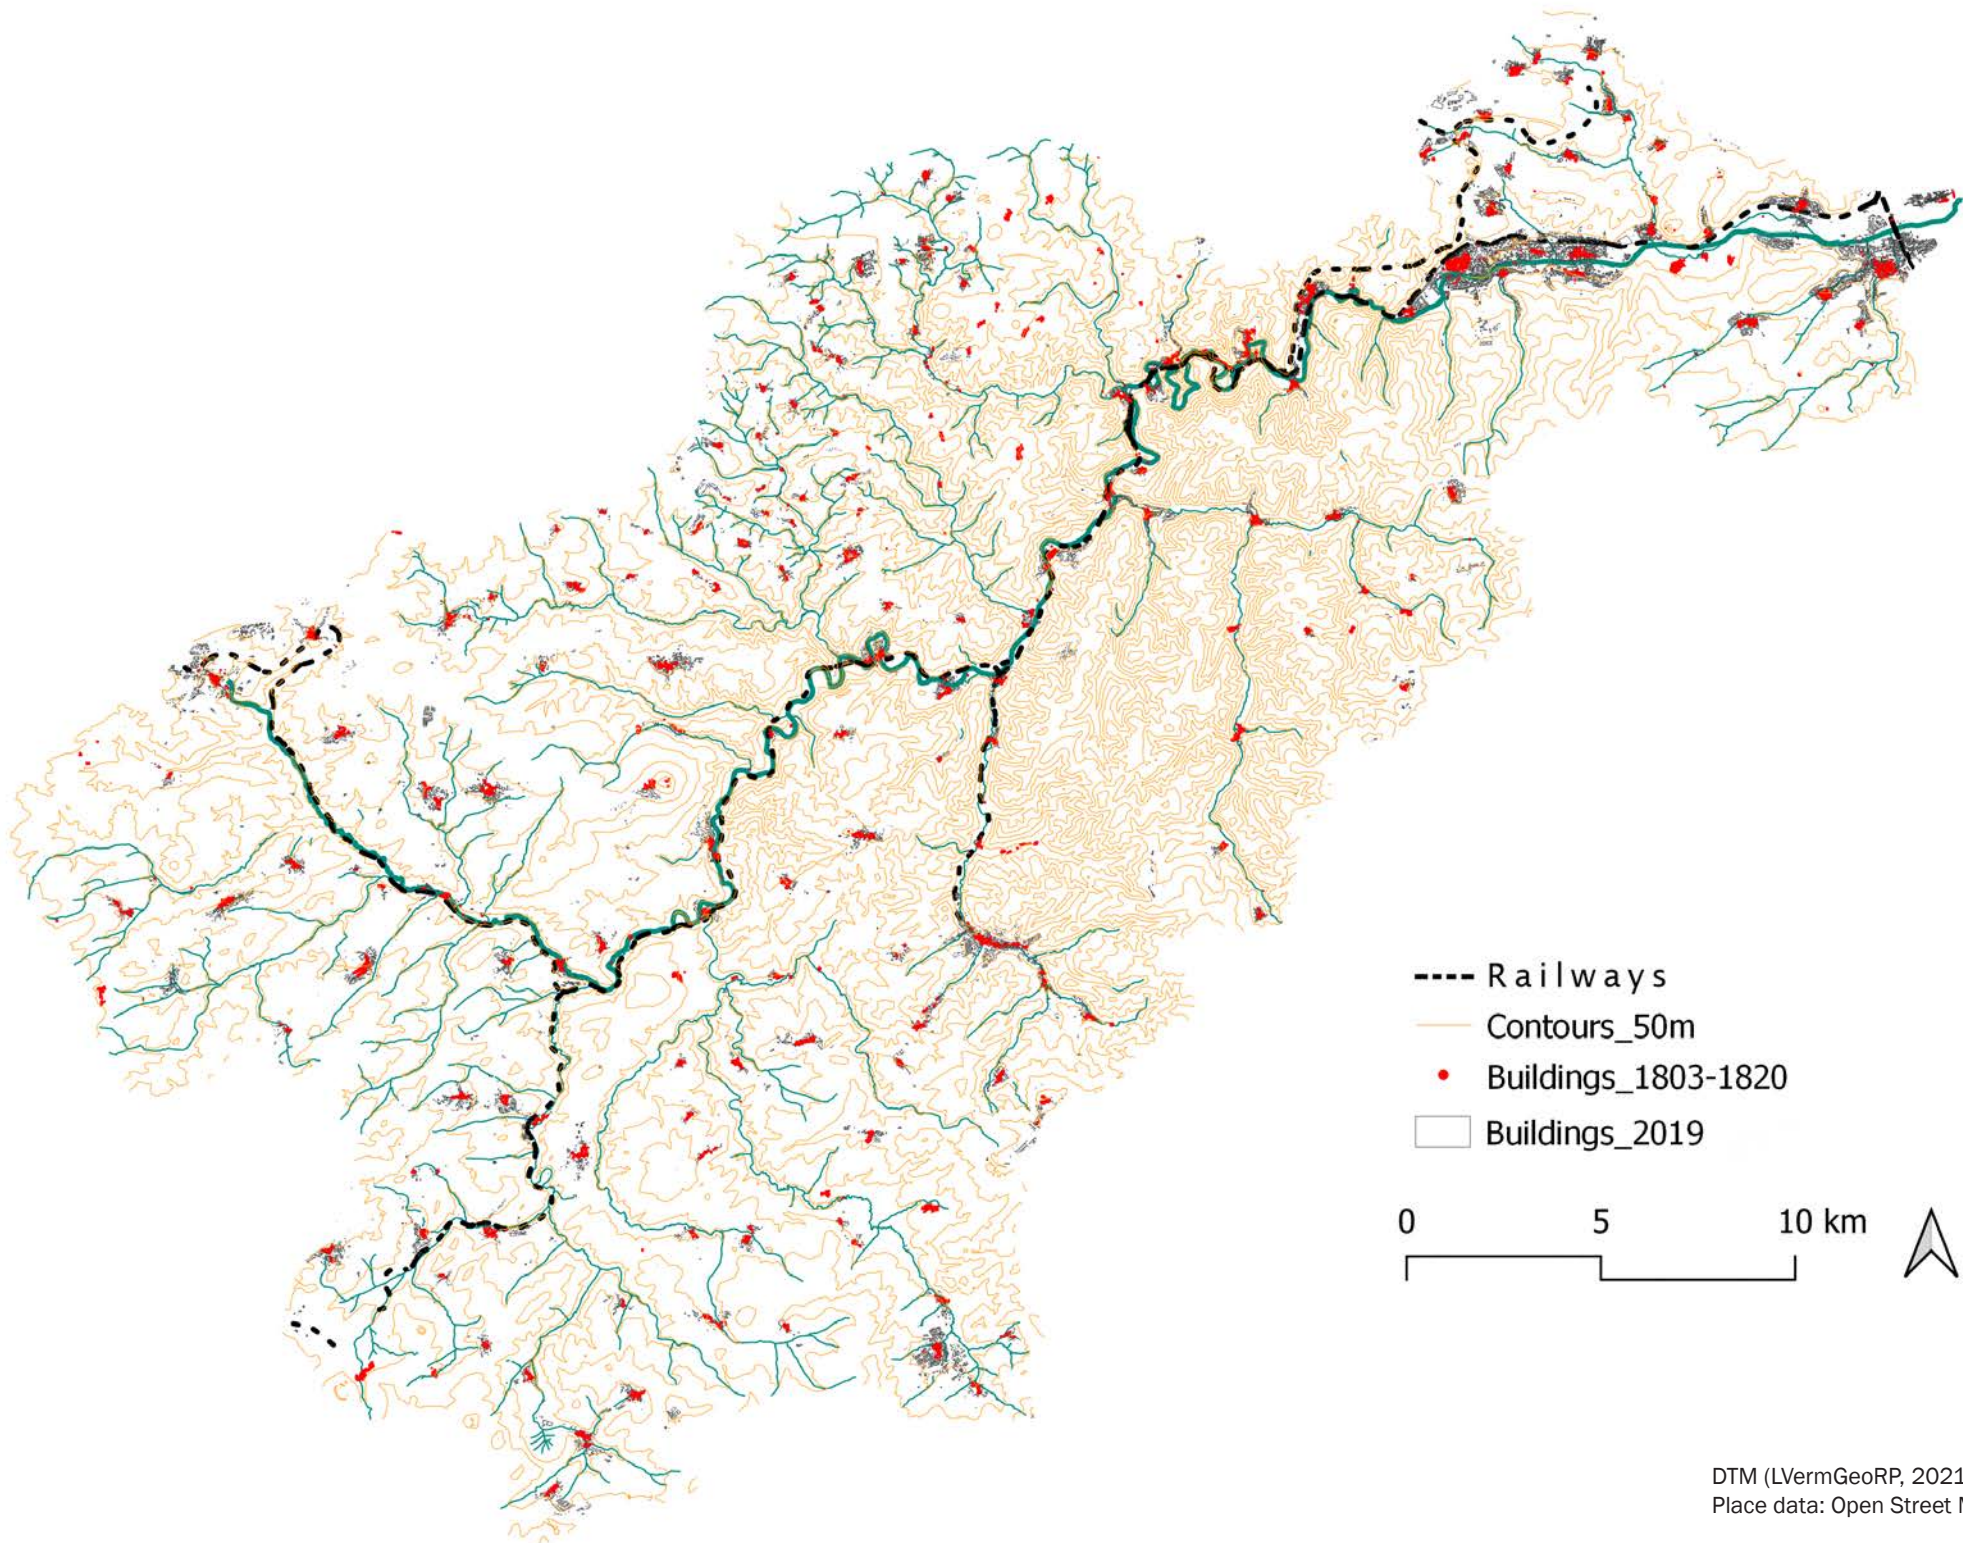 Railways
Contours_50m
Buildings_1803-1820
Buildings_2019
0 5 10 km
DTM (LVermGeoRP, 2021
Place data: Open Street M